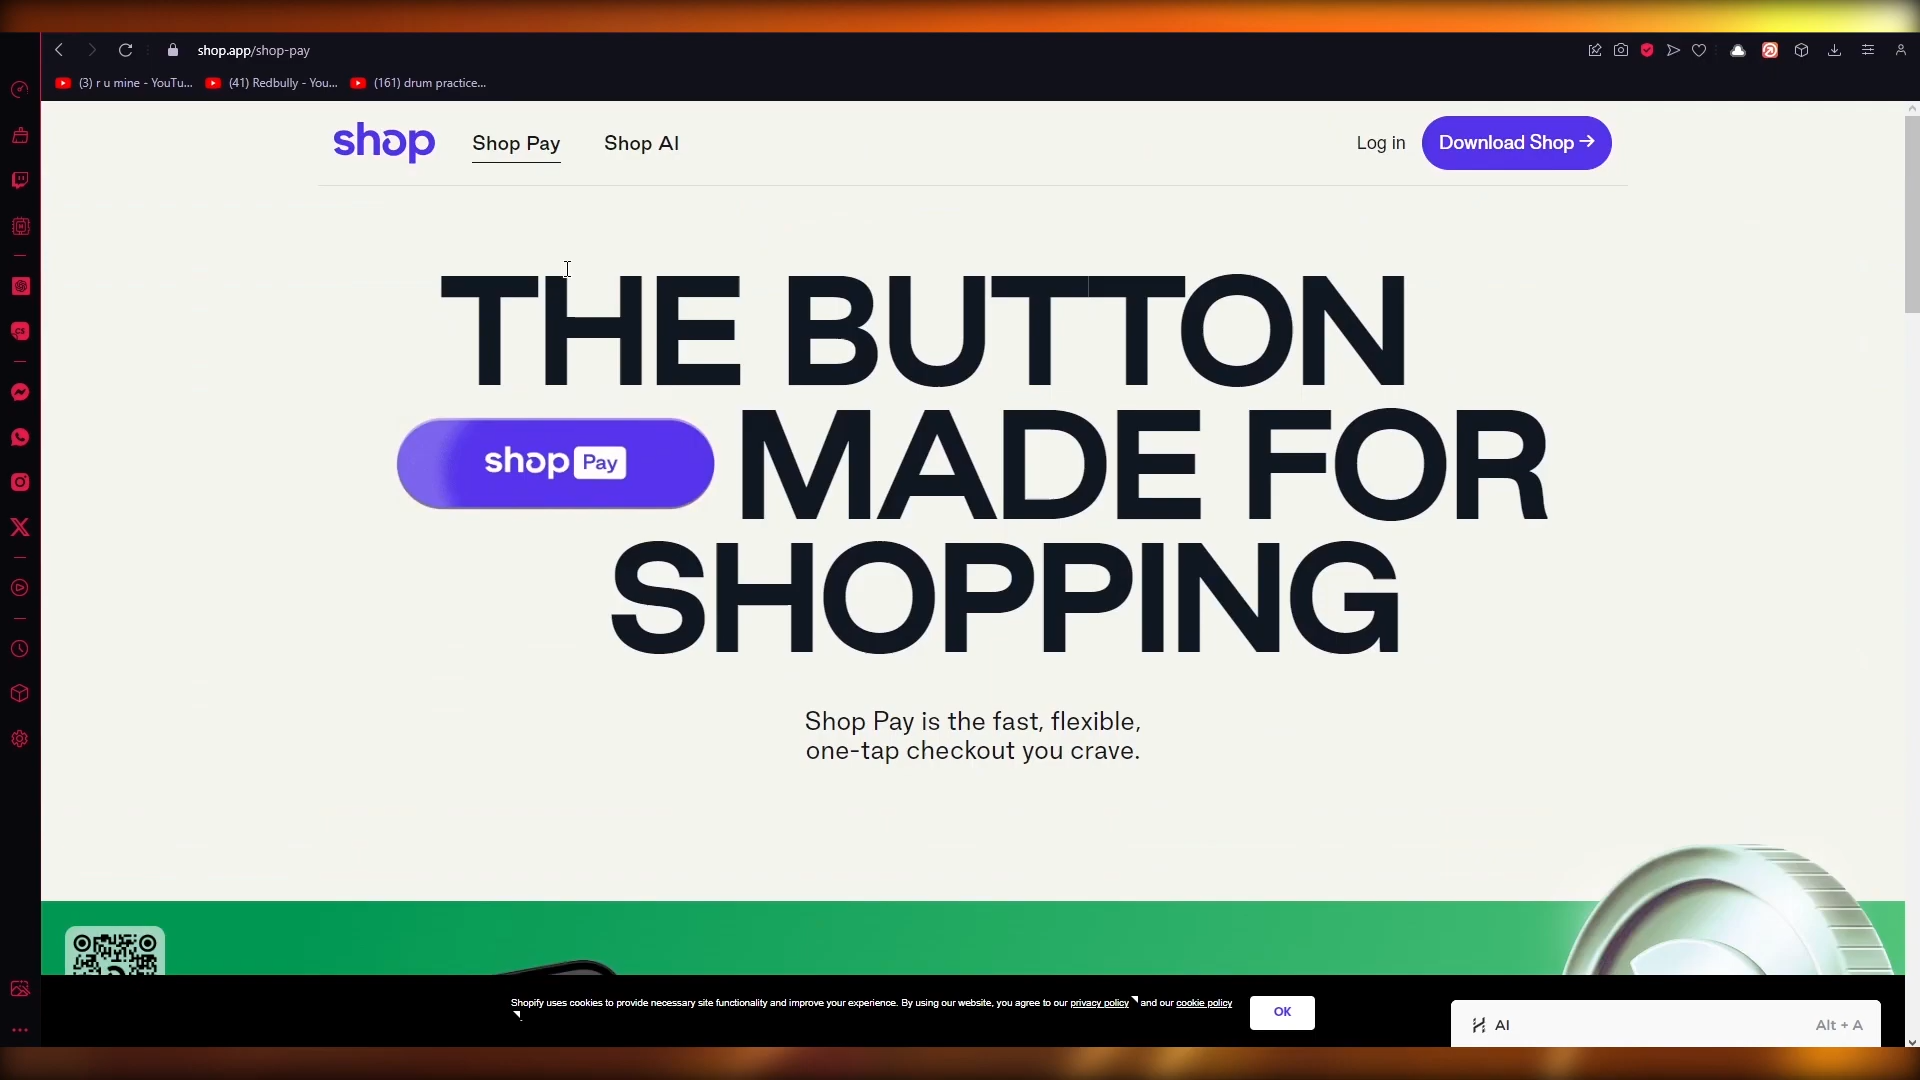 shop.app/shop-pay
(3) r u mine - YouTu...
(41) Redbully - You...
(161) drum practice...
shop
Shop Pay
Shop AI
Log in
Download Shop →
THE BUTTON
shop Pay
MADE FOR
SHOPPING
Shop Pay is the fast, flexible,
one-tap checkout you crave.
Shopify uses cookies to provide necessary site functionality and improve your experience. By using our website, you agree to our privacy policy and our cookie policy
.
OK
AI
Alt + A